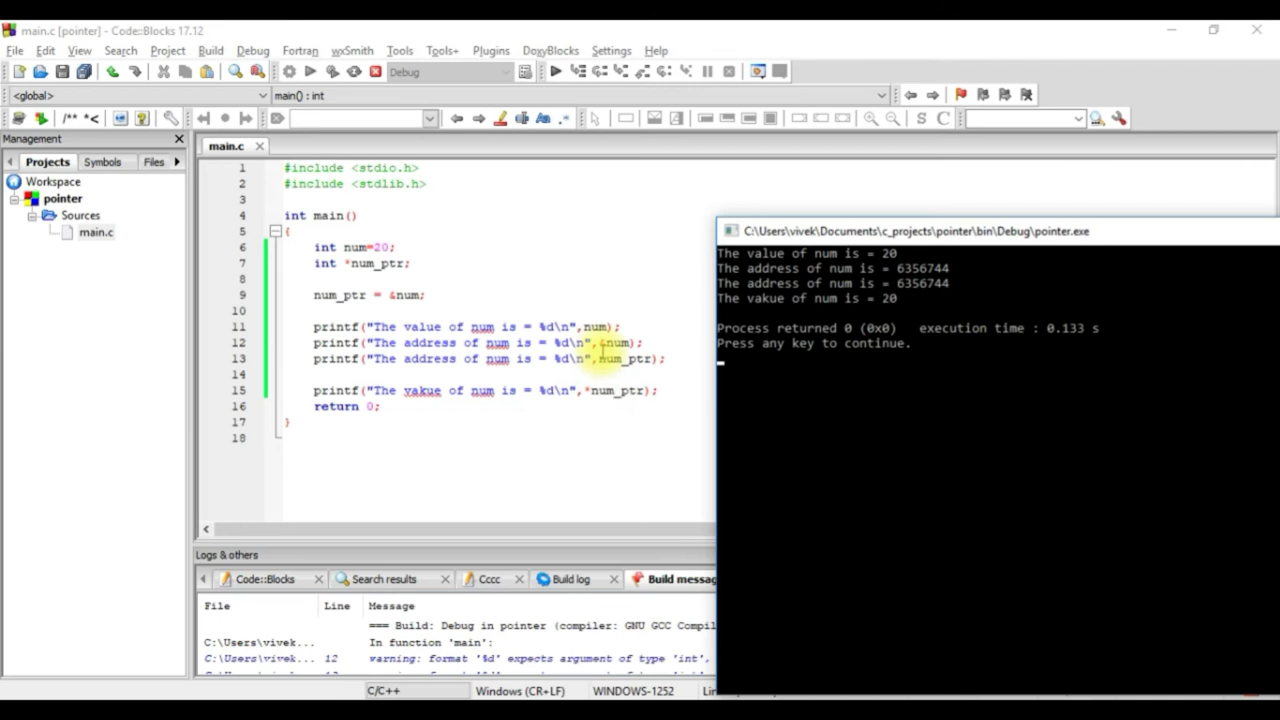 main.c [pointer] - Code::Blocks 17.12
File Edit View Search Project Build Debug Fortran wxSmith Tools Tools+ Plugins DoxyBlocks Settings Help
Debug
<global> main() : int
/** *< S C
Management
Projects Symbols Files
Workspace
pointer
Sources
main.c
main.c
1 #include <stdio.h>
2 #include <stdlib.h>
3
4 int main()
5 {
6 int num=20;
7 int *num_ptr;
8
9 num_ptr = &num;
10
11 printf("The value of num is = %d\n",num);
12 printf("The address of num is = %d\n",&num);
13 printf("The address of num is = %d\n",num_ptr);
14
15 printf("The vakue of num is = %d\n",*num_ptr);
16 return 0;
17 }
18
C:\Users\vivek\Documents\c_projects\pointer\bin\Debug\pointer.exe
The value of num is = 20
The address of num is = 6356744
The address of num is = 6356744
The vakue of num is = 20
Process returned 0 (0x0) execution time : 0.133 s
Press any key to continue.
Logs & others
Code::Blocks Search results Cccc Build log Build messag
File Line Message
=== Build: Debug in pointer (compiler: GNU GCC Compil
C:\Users\vivek... In function 'main':
C:\Users\vivek... 12 warning: format '%d' expects argument of type 'int',
C/C++ Windows (CR+LF) WINDOWS-1252